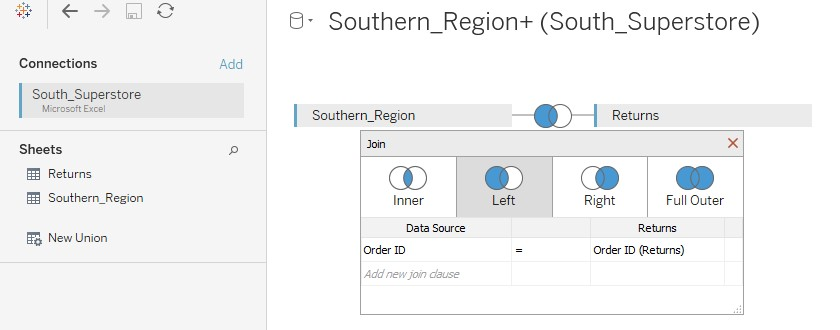 Southern_Region+ (South_Superstore)
Connections
Add
South_Superstore
Microsoft Excel
Sheets
Returns
Southern_Region
New Union
Southern_Region
Returns
Join
Inner
Left
Right
Full Outer
Data Source
Returns
Order ID
=
Order ID (Returns)
Add new join clause